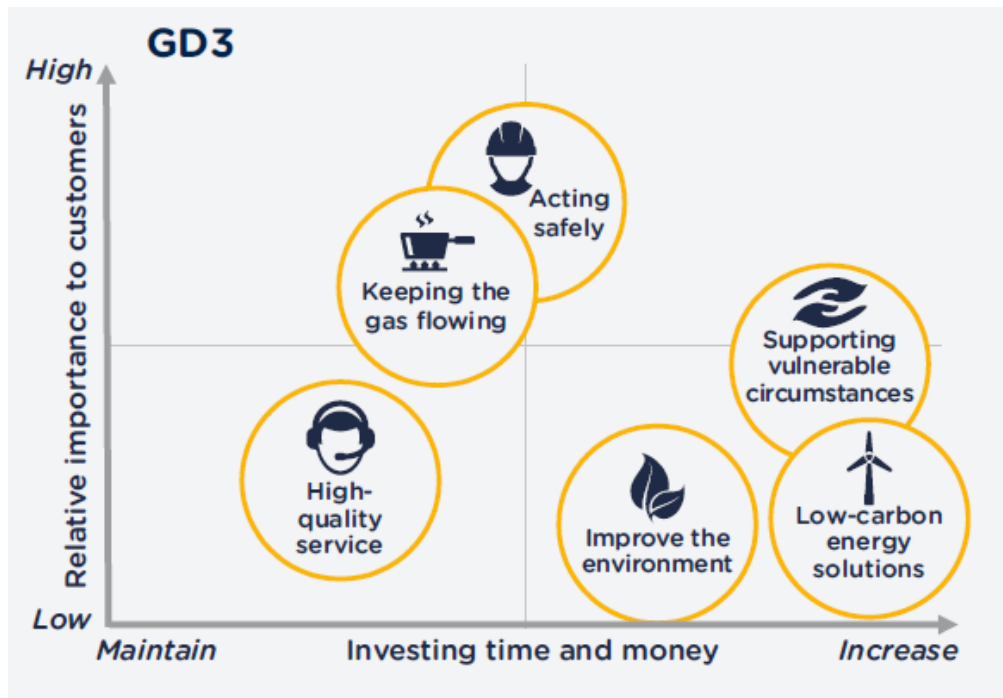 GD3
High
Relative importance to customers
Acting
safely
Keeping the
gas flowing
Supporting
vulnerable
circumstances
High-
quality
service
Improve the
environment
Low-carbon
energy
solutions
Low
Maintain
Investing time and money
Increase